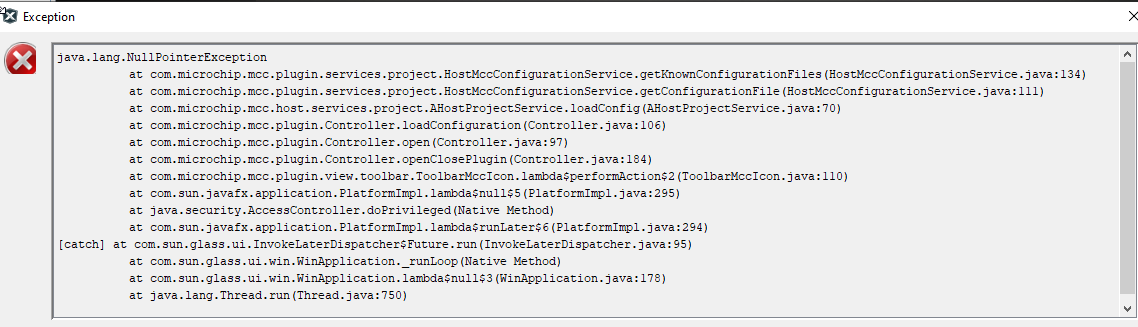 Exception
java.lang.NullPointerException
at com.microchip.mcc.plugin.services.project.HostMccConfigurationService.getKnownConfigurationFiles(HostMccConfigurationService.java:134)
at com.microchip.mcc.plugin.services.project.HostMccConfigurationService.getConfigurationFile(HostMccConfigurationService.java:111)
at com.microchip.mcc.host.services.project.AHostProjectService.loadConfig(AHostProjectService.java:70)
at com.microchip.mcc.plugin.Controller.loadConfiguration(Controller.java:106)
at com.microchip.mcc.plugin.Controller.open(Controller.java:97)
at com.microchip.mcc.plugin.Controller.openClosePlugin(Controller.java:184)
at com.microchip.mcc.plugin.view.toolbar.ToolbarMccIcon.lambda$performAction$2(ToolbarMccIcon.java:110)
at com.sun.javafx.application.PlatformImpl.lambda$null$5(PlatformImpl.java:295)
at java.security.AccessController.doPrivileged(Native Method)
at com.sun.javafx.application.PlatformImpl.lambda$runLater$6(PlatformImpl.java:294)
[catch] at com.sun.glass.ui.InvokeLaterDispatcher$Future.run(InvokeLaterDispatcher.java:95)
at com.sun.glass.ui.win.WinApplication._runLoop(Native Method)
at com.sun.glass.ui.win.WinApplication.lambda$null$3(WinApplication.java:178)
at java.lang.Thread.run(Thread.java:750)